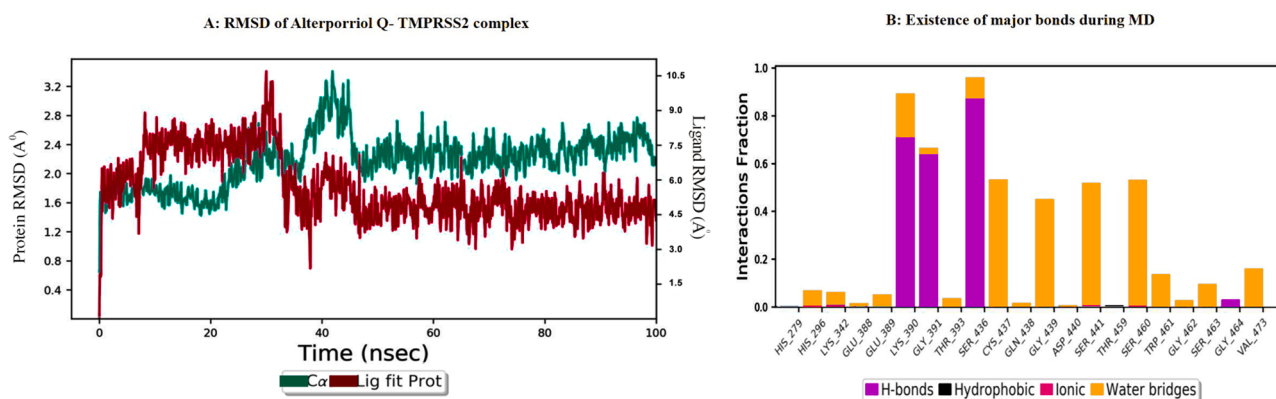 A: RMSD of Alterporriol Q- TMPRSS2 complex
B: Existence of major bonds during MD
Protein RMSD (A⁰)
3.2
2.8
2.4
2.0
1.6
1.2
0.8
0.4
10.5
9.0
7.5
6.0
4.5
3.0
1.5
Ligand RMSD (A⁰)
0 20 40 60 80 100
Time (nsec)
Cα Lig fit Prot
Interactions Fraction
1.0
0.8
0.6
0.4
0.2
0.0
HIS_279
HIS_296
LYS_342
GLU_388
GLU_389
LYS_390
GLY_391
THR_393
SER_436
CYS_437
GLN_438
GLY_439
ASP_440
SER_441
THR_459
SER_460
TRP_461
GLY_462
SER_463
GLY_464
VAL_473
H-bonds Hydrophobic Ionic Water bridges